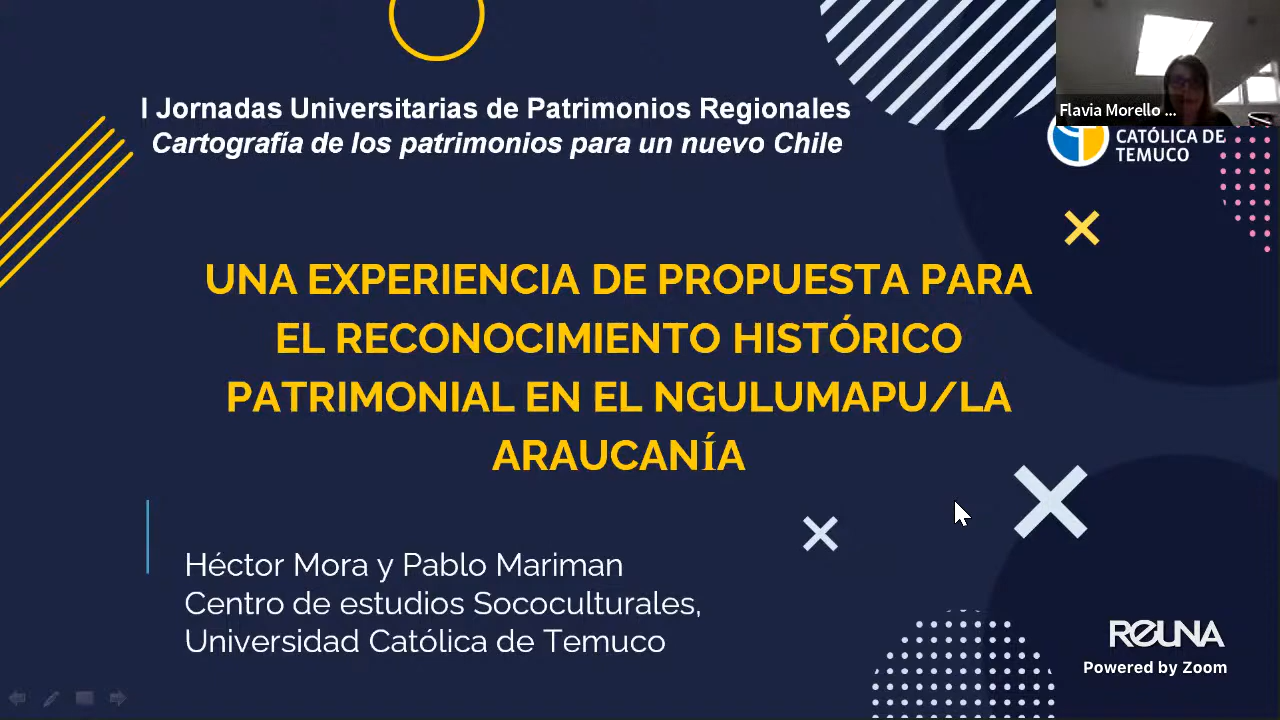 I Jornadas Universitarias de Patrimonios Regionales
Cartografía de los patrimonios para un nuevo Chile
Flavia Morello ...
CATÓLICA DE
TEMUCO
UNA EXPERIENCIA DE PROPUESTA PARA
EL RECONOCIMIENTO HISTÓRICO
PATRIMONIAL EN EL NGULUMAPU/LA
ARAUCANÍA
Héctor Mora y Pablo Mariman
Centro de estudios Sococulturales,
Universidad Católica de Temuco
REUNA
Powered by Zoom